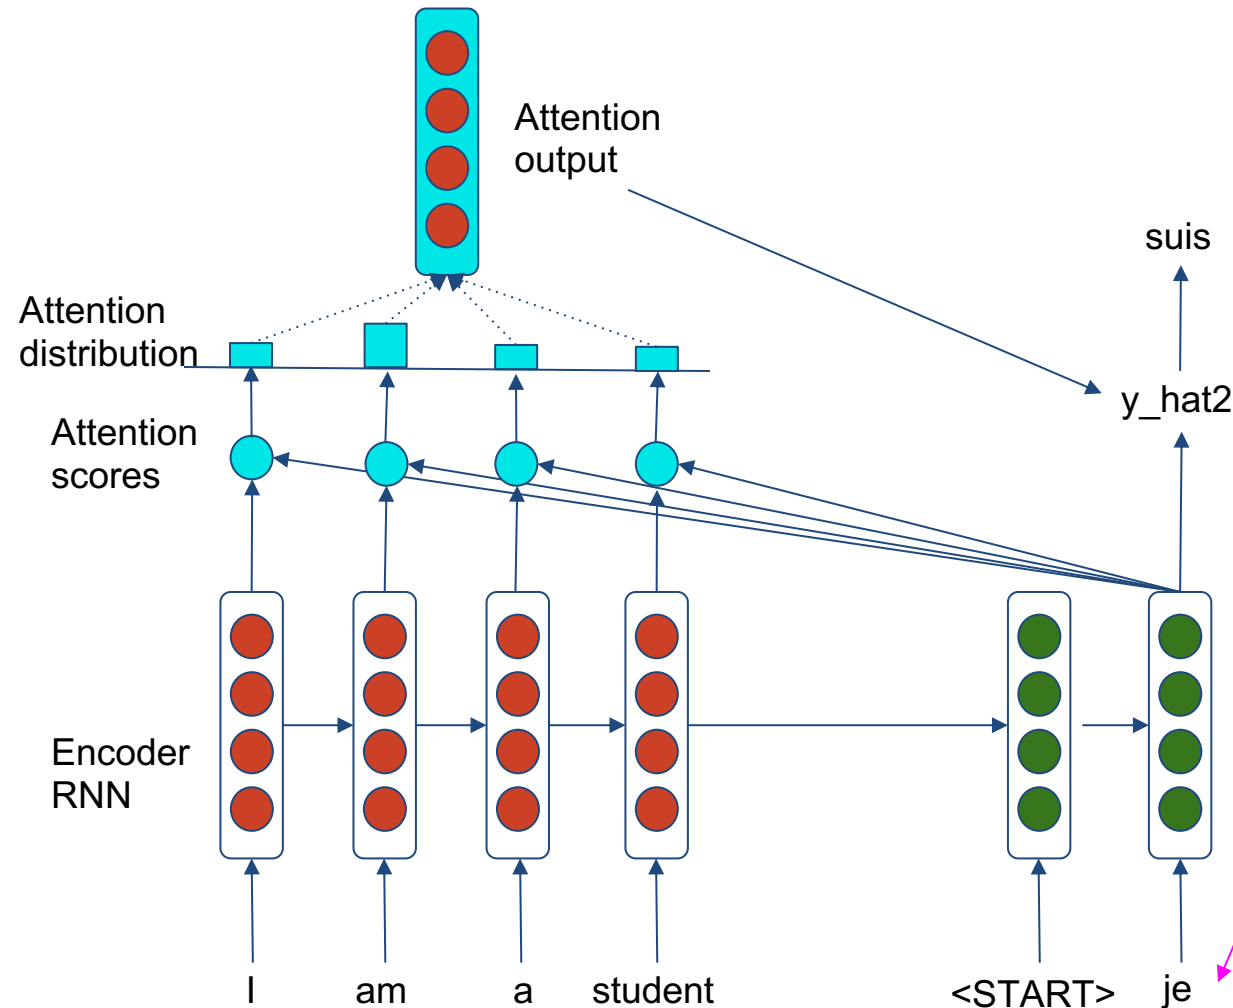 Attention
output
suis
Attention
distribution
y_hat2
Attention
scores
Encoder
RNN
I am a student <START> je